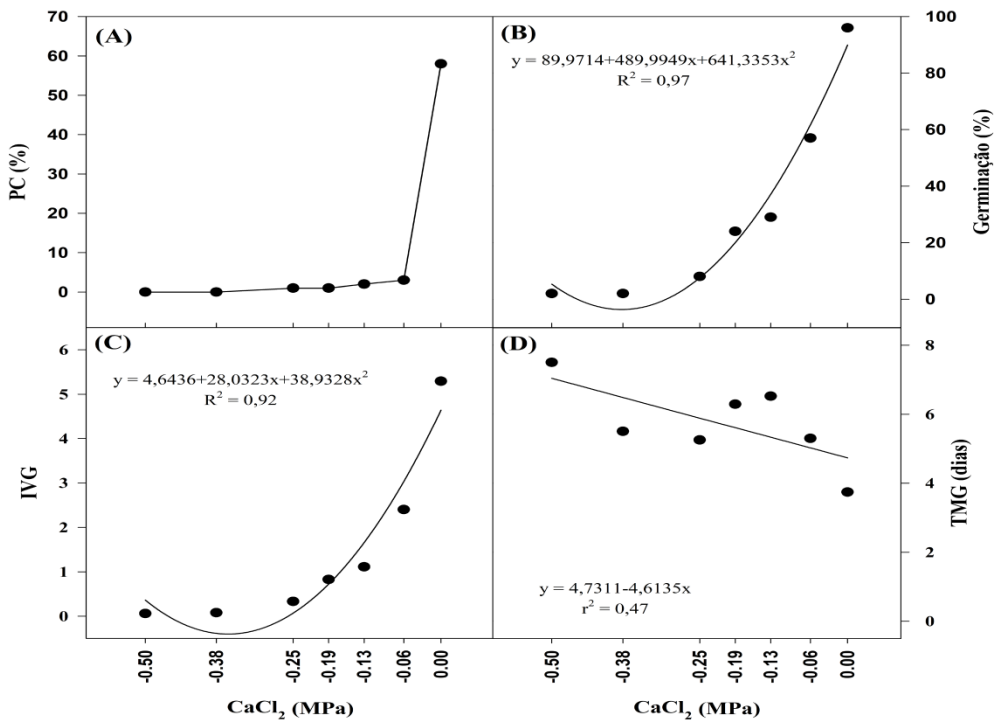 (A)
70
60
50
40
30
20
10
0
PC (%)
(B)
y = 89,9714+489,9949x+641,3353x²
R² = 0,97
100
80
60
40
20
0
Germinação (%)
(C)
y = 4,6436+28,0323x+38,9328x²
R² = 0,92
6
5
4
3
2
1
0
IVG
-0.50
-0.38
-0.25
-0.19
-0.13
-0.06
0.00
CaCl₂ (MPa)
(D)
y = 4,7311-4,6135x
r² = 0,47
8
6
4
2
0
TMG (dias)
-0.50
-0.38
-0.25
-0.19
-0.13
-0.06
0.00
CaCl₂ (MPa)